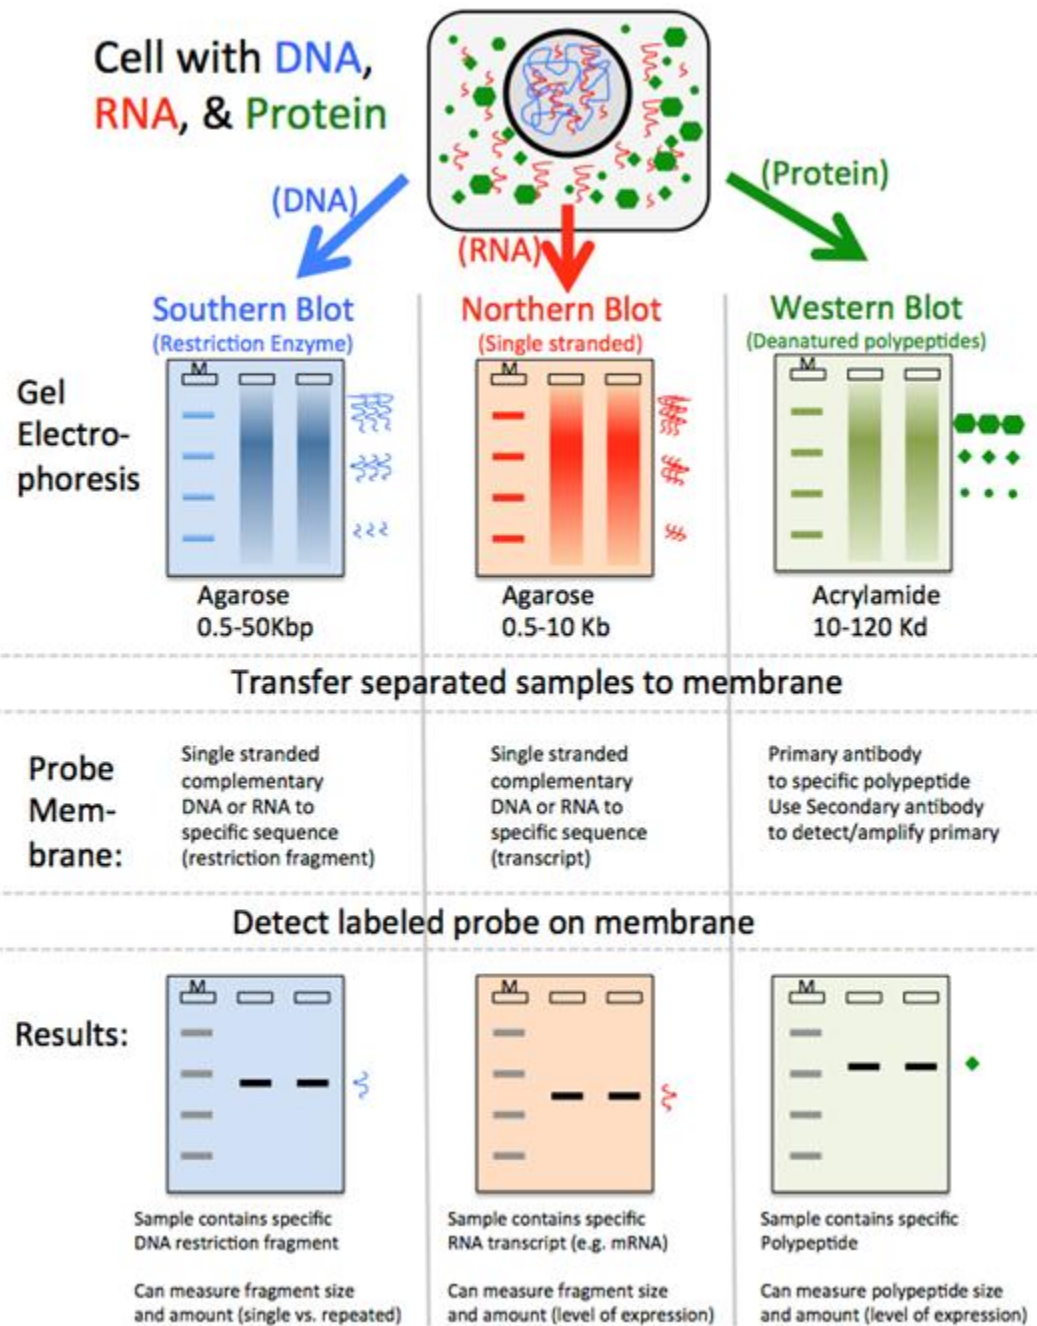 Cell with DNA,
RNA, & Protein
(DNA)
(RNA)
(Protein)
Southern Blot
(Restriction Enzyme)
Northern Blot
(Single stranded)
Western Blot
(Deanatured polypeptides)
Gel
Electro-
phoresis
M
M
M
Agarose
0.5-50Kbp
Agarose
0.5-10 Kb
Acrylamide
10-120 Kd
Transfer separated samples to membrane
Probe
Mem-
brane:
Single stranded
complementary
DNA or RNA to
specific sequence
(restriction fragment)
Single stranded
complementary
DNA or RNA to
specific sequence
(transcript)
Primary antibody
to specific polypeptide
Use Secondary antibody
to detect/amplify primary
Detect labeled probe on membrane
Results:
M
M
M
Sample contains specific
DNA restriction fragment
Can measure fragment size
and amount (single vs. repeated)
Sample contains specific
RNA transcript (e.g. mRNA)
Can measure fragment size
and amount (level of expression)
Sample contains specific
Polypeptide
Can measure polypeptide size
and amount (level of expression)